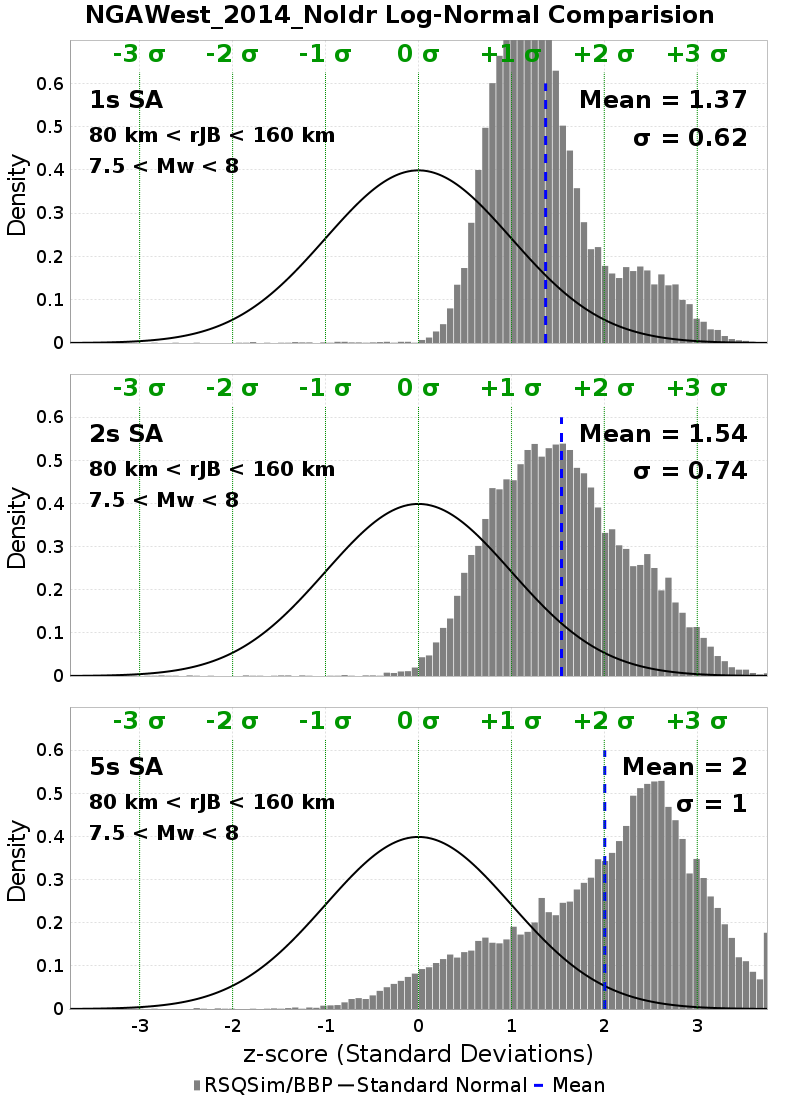 NGAWest_2014_NoIdr Log-Normal Comparision
-3 σ -2 σ -1 σ 0 σ +1 σ +2 σ +3 σ
0.6
0.5
0.4
0.3
0.2
0.1
0
Density
1s SA
80 km < rJB < 160 km
7.5 < Mw < 8
Mean = 1.37
σ = 0.62
-3 σ -2 σ -1 σ 0 σ +1 σ +2 σ +3 σ
0.6
0.5
0.4
0.3
0.2
0.1
0
Density
2s SA
80 km < rJB < 160 km
7.5 < Mw < 8
Mean = 1.54
σ = 0.74
-3 σ -2 σ -1 σ 0 σ +1 σ +2 σ +3 σ
0.6
0.5
0.4
0.3
0.2
0.1
0
Density
5s SA
80 km < rJB < 160 km
7.5 < Mw < 8
Mean = 2
σ = 1
-3 -2 -1 0 1 2 3
z-score (Standard Deviations)
RSQSim/BBP Standard Normal Mean